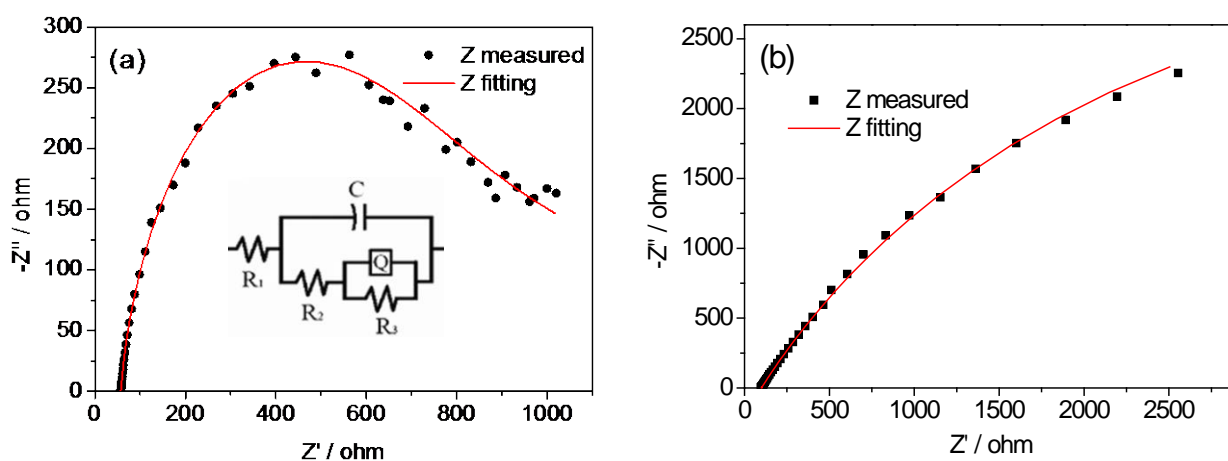 (a)
Z measured
Z fitting
300
250
200
150
100
50
0
-Z'' / ohm
C
Q
R₁
R₂
R₃
0 200 400 600 800 1000
Z' / ohm
(b)
Z measured
Z fitting
2500
2000
1500
1000
500
0
-Z'' / ohm
0 500 1000 1500 2000 2500
Z' / ohm